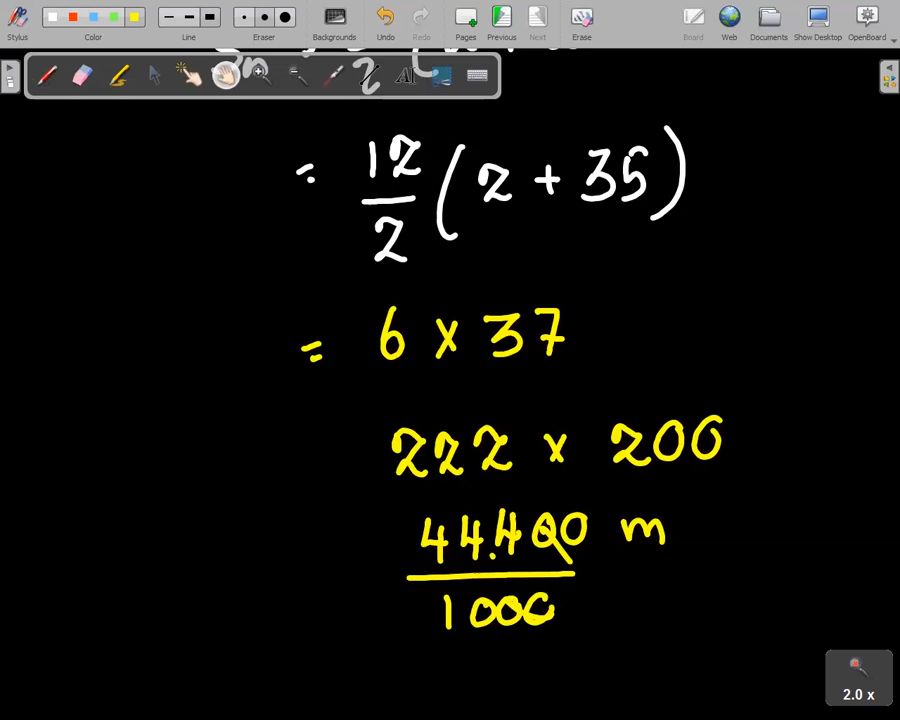 Stylus Color Line Eraser Backgrounds Undo Redo Pages Previous Next Erase Board Web Documents Show Desktop OpenBoard
= 12/2 (2 + 35)
= 6 x 37
222 x 200
44.400 m
1000
2.0 x